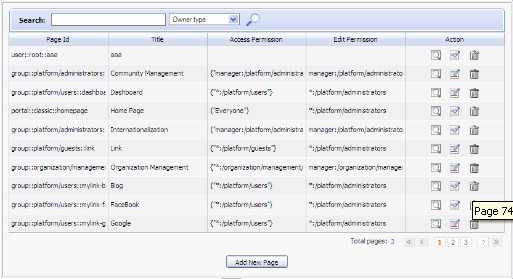 Search: Owner type
Page Id Title Access Permission Edit Permission Action
user::root::aaa aaa
group::platform/administrators: Community Management {"manager:/platform/administra manager:/platform/administrato
group::platform/users::dashboa Dashboard {"*:/platform/users"} *:/platform/administrators
portal::classic::homepage Home Page {"Everyone"} *:/platform/administrators
group::platform/administrators: Internationalization {"manager:/platform/administra manager:/platform/administrato
group::platform/guests::link Link {"*:/platform/guests"} *:/platform/administrators
group::organization/manageme Organization Management {"*:/organization/management/ manager:/organization/manage
group::platform/users::mylink-b Blog {"*:/platform/users"} *:/platform/administrators
group::platform/users::mylink-fa FaceBook {"*:/platform/users"} *:/platform/administrators
group::platform/users::mylink-g Google {"*:/platform/users"} *:/platform/administrators
Page 74
Total pages: 3 1 2 3
Add New Page